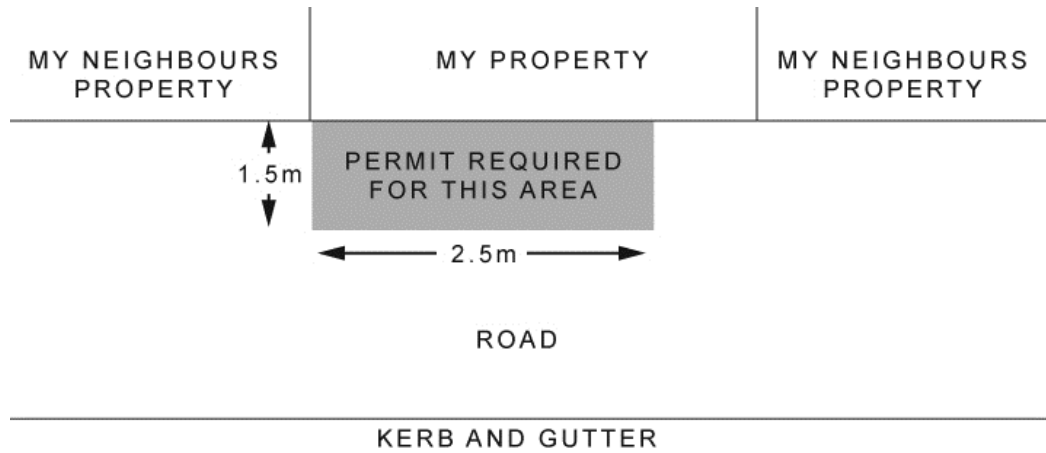 MY NEIGHBOURS
PROPERTY
MY PROPERTY
MY NEIGHBOURS
PROPERTY
1.5m
PERMIT REQUIRED
FOR THIS AREA
2.5m
ROAD
KERB AND GUTTER